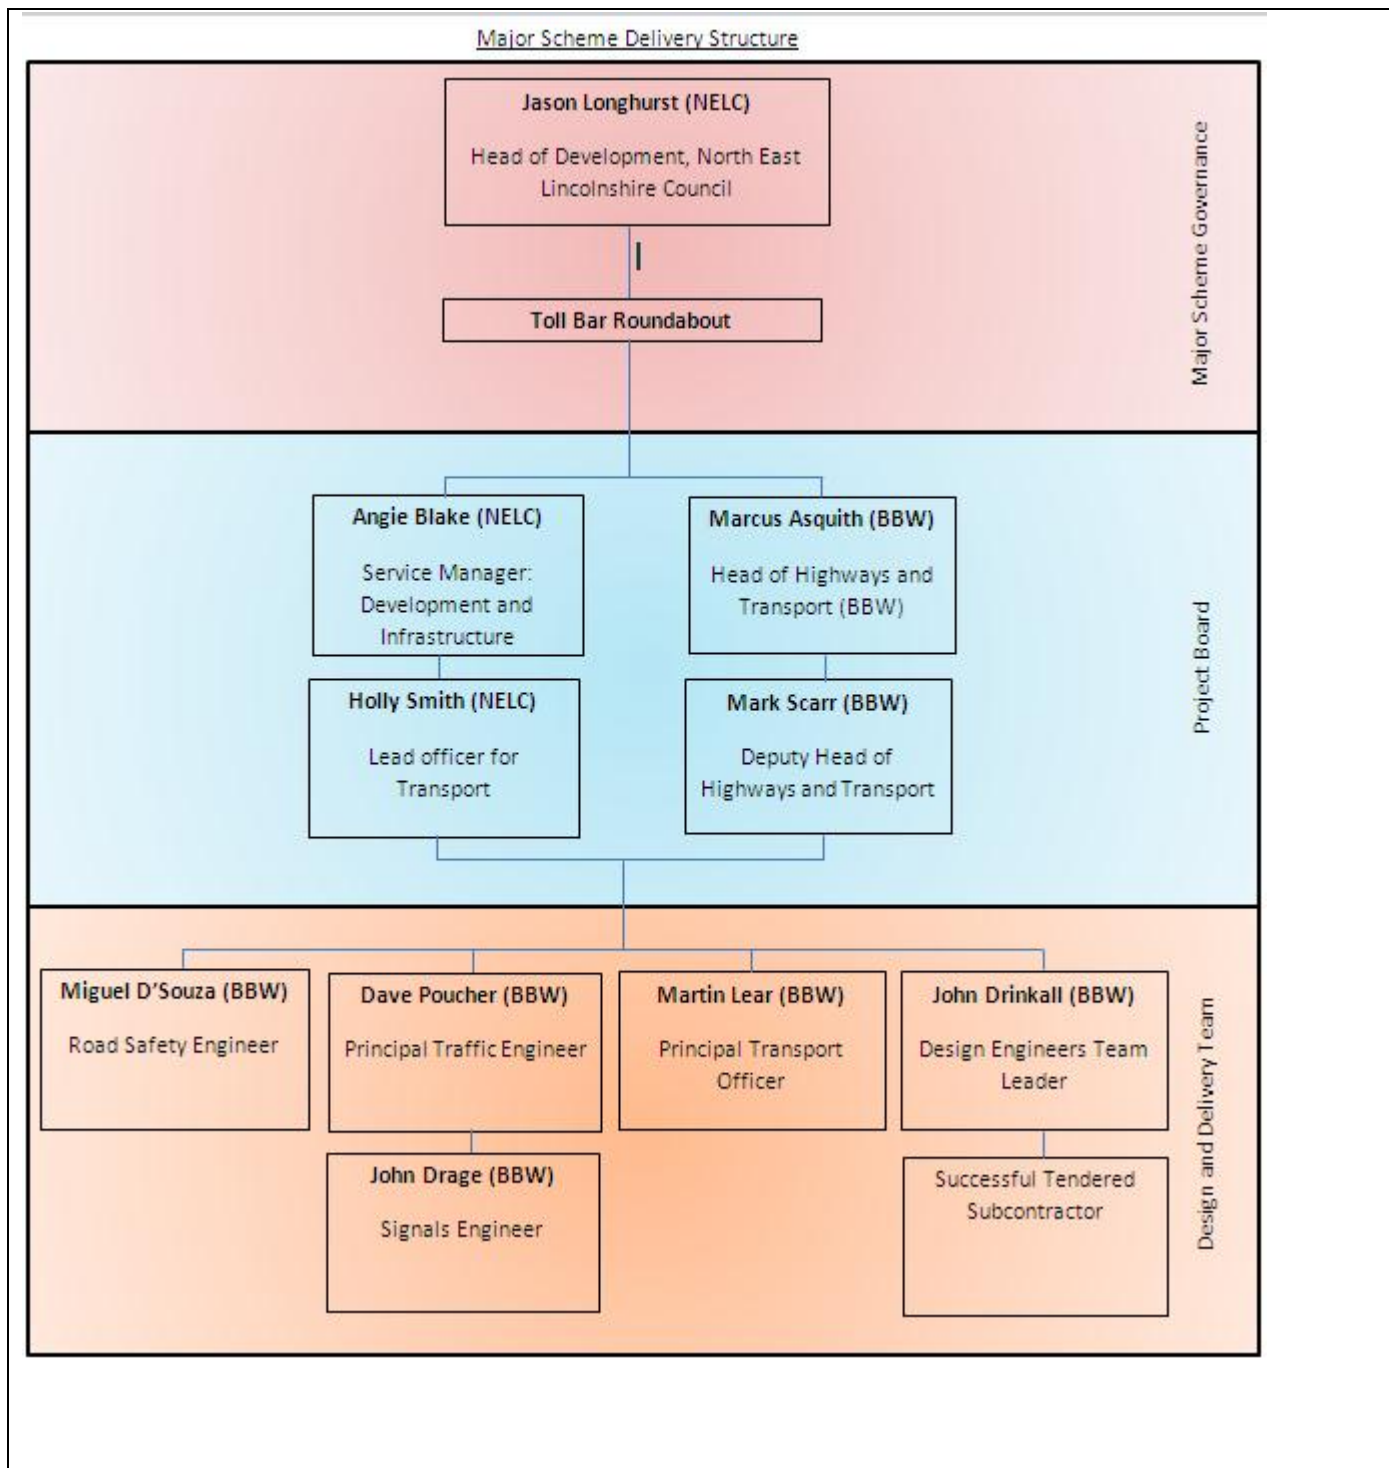 Major Scheme Delivery Structure
Jason Longhurst (NELC)
Head of Development, North East
Lincolnshire Council
Toll Bar Roundabout
Major Scheme Governance
Angie Blake (NELC)
Service Manager:
Development and
Infrastructure
Marcus Asquith (BBW)
Head of Highways and
Transport (BBW)
Holly Smith (NELC)
Lead officer for
Transport
Mark Scarr (BBW)
Deputy Head of
Highways and Transport
Project Board
Miguel D’Souza (BBW)
Road Safety Engineer
Dave Poucher (BBW)
Principal Traffic Engineer
Martin Lear (BBW)
Principal Transport
Officer
John Drinkall (BBW)
Design Engineers Team
Leader
John Drage (BBW)
Signals Engineer
Successful Tendered
Subcontractor
Design and Delivery Team